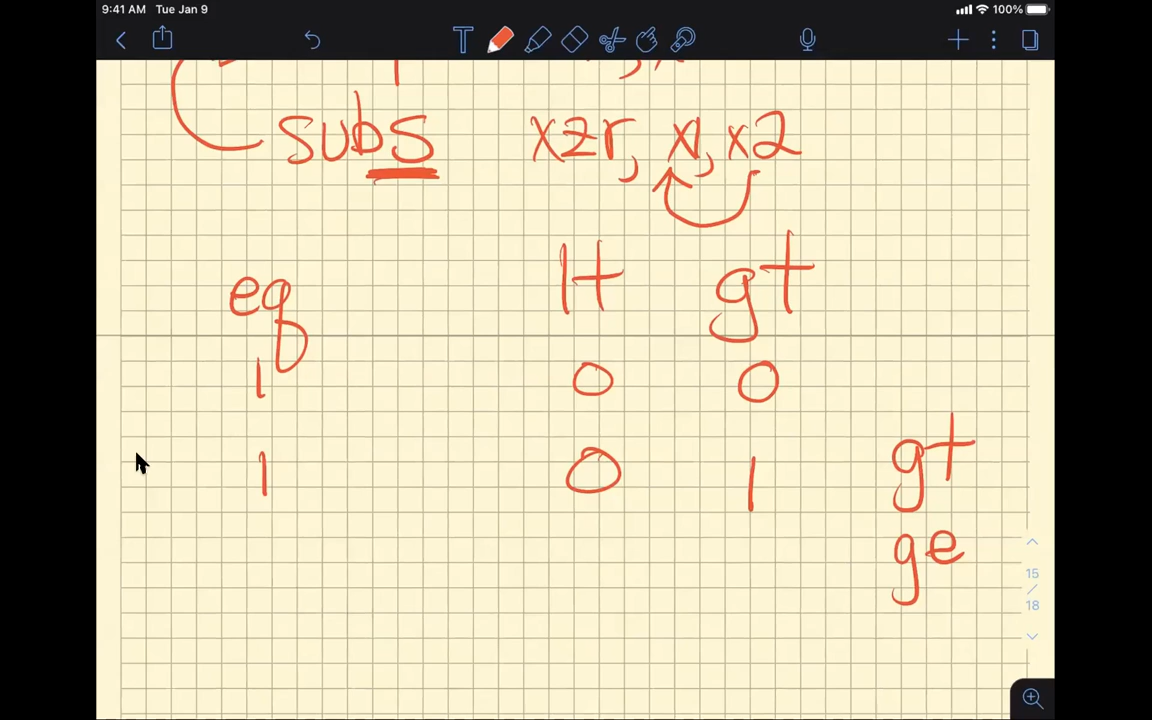 9:41 AM Tue Jan 9 100%
T
subs xzr, x1, x2
eq lt gt
1 0 0
1 0 1
gt
ge
15
/
18